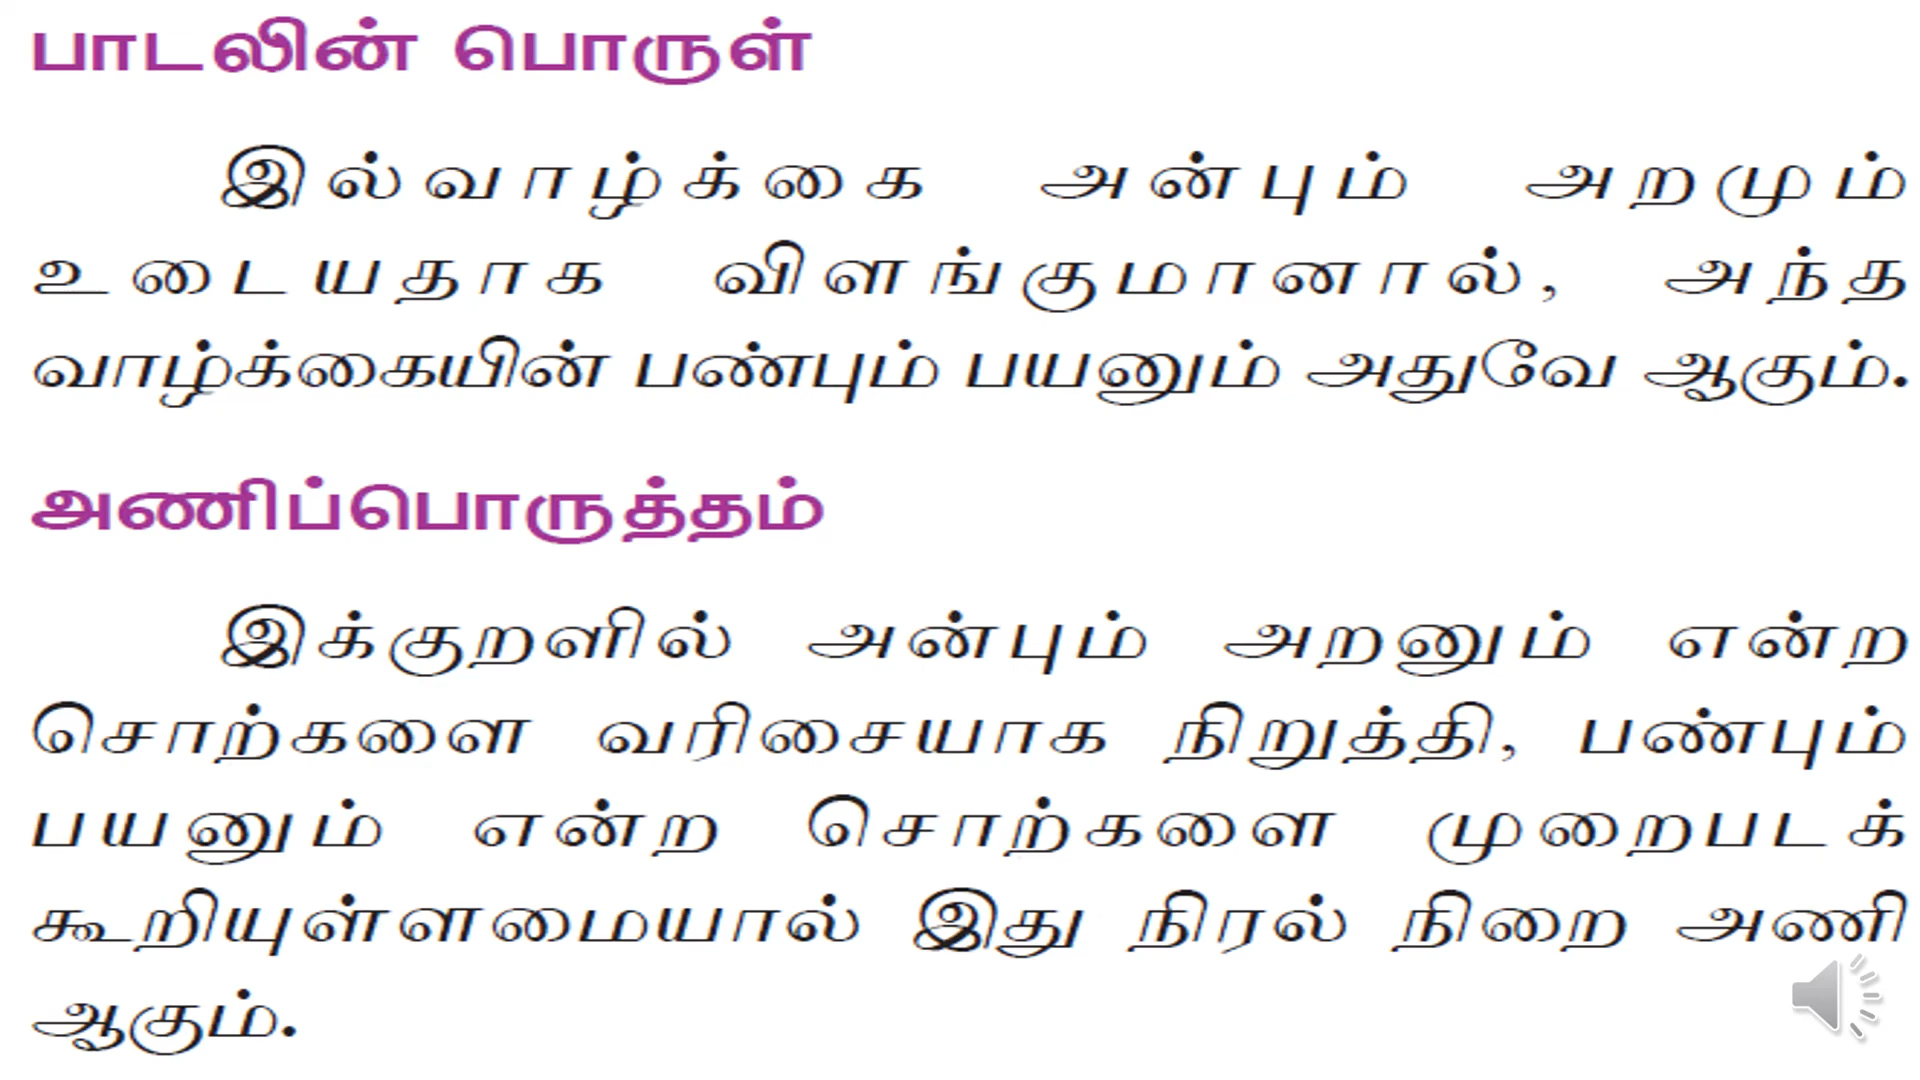 பாடலின் பொருள்
இல்வாழ்க்கை அன்பும் அறமும்
உடையதாக விளங்குமானால், அந்த
வாழ்க்கையின் பண்பும் பயனும் அதுவே ஆகும்.
அணிப்பொருத்தம்
இக்குறளில் அன்பும் அறனும் என்ற
சொற்களை வரிசையாக நிறுத்தி, பண்பும்
பயனும் என்ற சொற்களை முறைபடக்
கூறியுள்ளமையால் இது நிரல் நிறை அணி
ஆகும்.